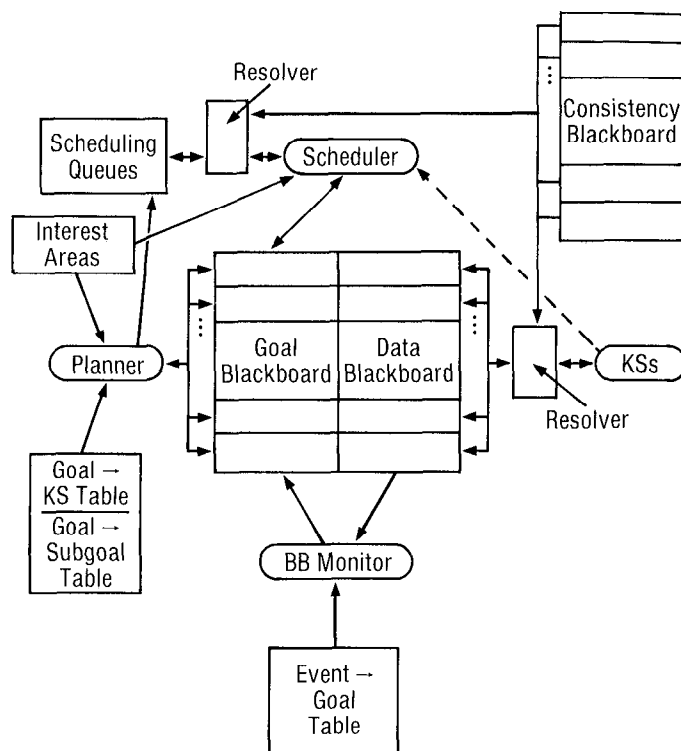 Resolver
Scheduling
Queues
Scheduler
Consistency
Blackboard
Interest
Areas
Planner
Goal
Blackboard
Data
Blackboard
KSs
Resolver
Goal →
KS Table
Goal →
Subgoal
Table
BB Monitor
Event →
Goal
Table